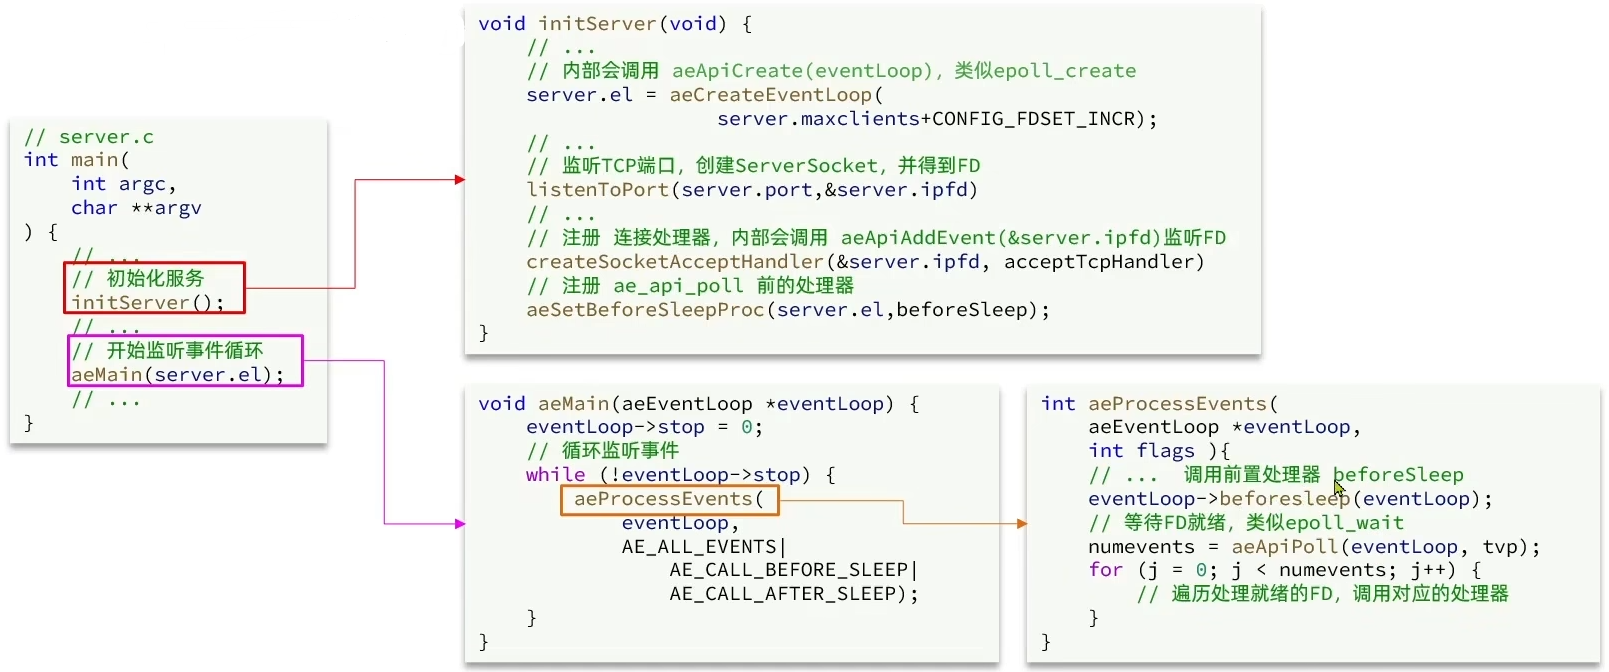 // server.c
int main(
int argc,
char **argv
) {
// ...
// 初始化服务
initServer();
// ...
// 开始监听事件循环
aeMain(server.el);
// ...
}
void initServer(void) {
// ...
// 内部会调用 aeApiCreate(eventLoop), 类似epoll_create
server.el = aeCreateEventLoop(
server.maxclients+CONFIG_FDSET_INCR);
// ...
// 监听TCP端口，创建ServerSocket，并得到FD
listenToPort(server.port,&server.ipfd)
// ...
// 注册 连接处理器，内部会调用 aeApiAddEvent(&server.ipfd)监听FD
createSocketAcceptHandler(&server.ipfd, acceptTcpHandler)
// 注册 ae_api_poll 前的处理器
aeSetBeforeSleepProc(server.el,beforeSleep);
}
void aeMain(aeEventLoop *eventLoop) {
eventLoop->stop = 0;
// 循环监听事件
while (!eventLoop->stop) {
aeProcessEvents(
eventLoop,
AE_ALL_EVENTS|
AE_CALL_BEFORE_SLEEP|
AE_CALL_AFTER_SLEEP);
}
}
int aeProcessEvents(
aeEventLoop *eventLoop,
int flags ){
// ... 调用前置处理器 beforeSleep
eventLoop->beforesleep(eventLoop);
// 等待FD就绪，类似epoll_wait
numevents = aeApiPoll(eventLoop, tvp);
for (j = 0; j < numevents; j++) {
// 遍历处理就绪的FD，调用对应的处理器
}
}